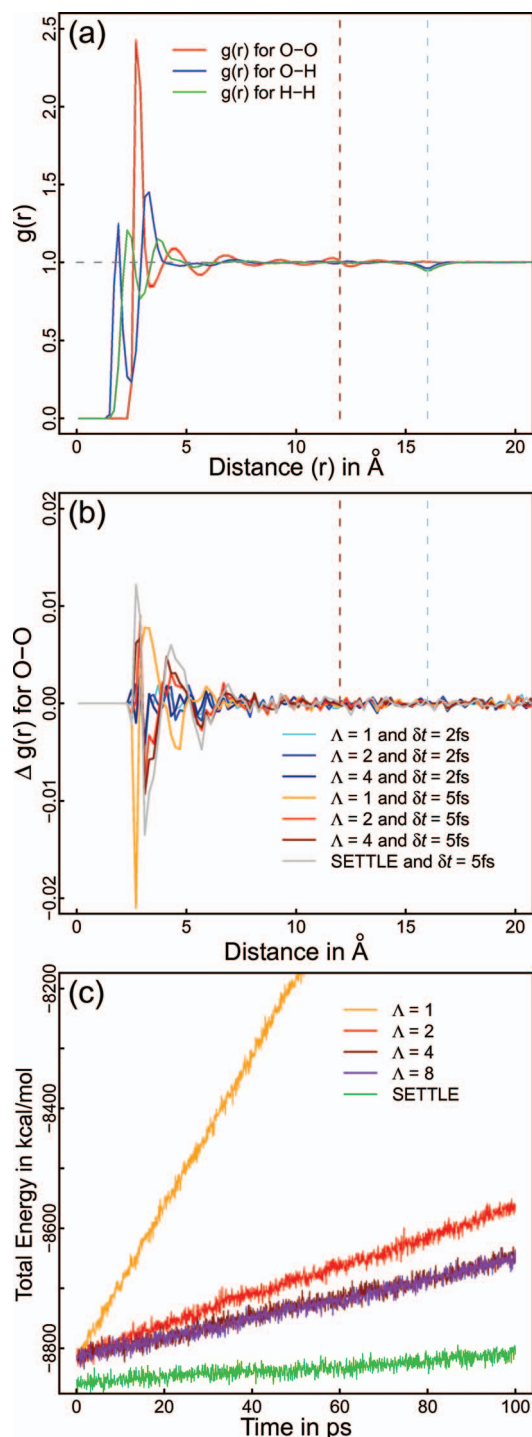 (a)
g(r) for O−O
g(r) for O−H
g(r) for H−H
g(r)
0.0 0.5 1.0 1.5 2.0 2.5
0 5 10 15 20
Distance (r) in Å
(b)
Δ g(r) for O−O
−0.02 −0.01 0.00 0.01 0.02
Λ = 1 and δt = 2fs
Λ = 2 and δt = 2fs
Λ = 4 and δt = 2fs
Λ = 1 and δt = 5fs
Λ = 2 and δt = 5fs
Λ = 4 and δt = 5fs
SETTLE and δt = 5fs
0 5 10 15 20
Distance in Å
(c)
Λ = 1
Λ = 2
Λ = 4
Λ = 8
SETTLE
Total Energy in kcal/mol
−8800 −8600 −8400 −8200
0 20 40 60 80 100
Time in ps